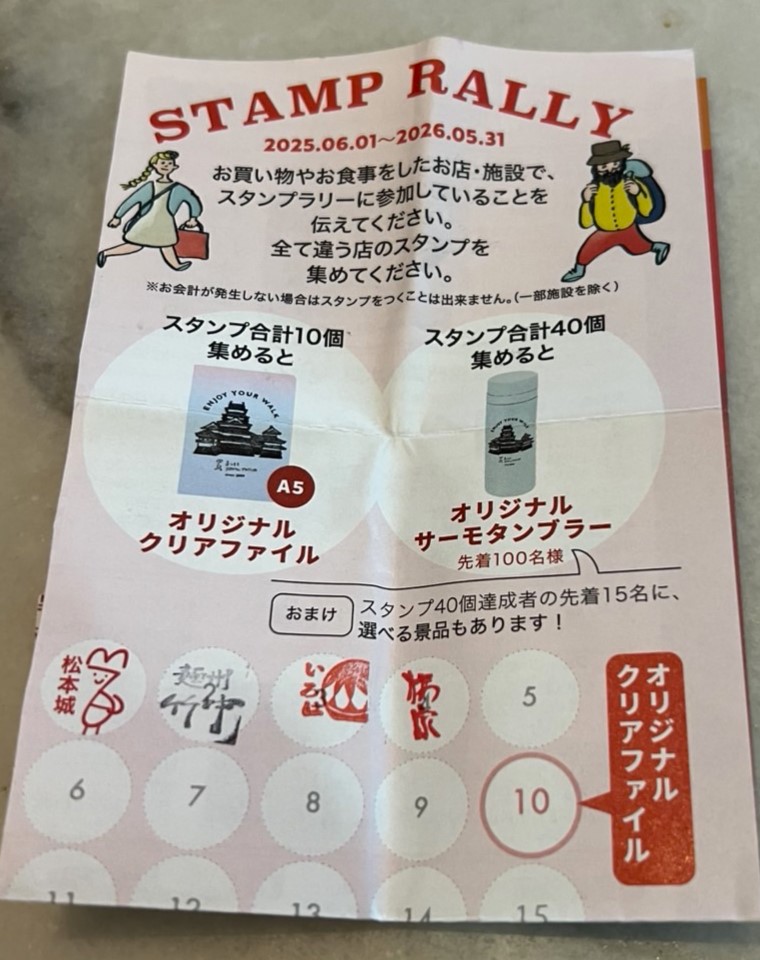 STAMP RALLY
2025.06.01〜2026.05.31
お買い物やお食事をしたお店・施設で、
スタンプラリーに参加していることを
伝えてください。
全て違う店のスタンプを
集めてください。
※お会計が発生しない場合はスタンプをつくことは出来ません。(一部施設を除く)
スタンプ合計10個
集めると
ENJOY YOUR WALK
A5
オリジナル
クリアファイル
スタンプ合計40個
集めると
ENJOY YOUR WALK
オリジナル
サーモタンブラー
先着100名様
おまけ
スタンプ40個達成者の先着15名に、
選べる景品もあります！
松本城
5
オリジナル
クリアファイル
6
7
8
9
10
11
12
13
14
15